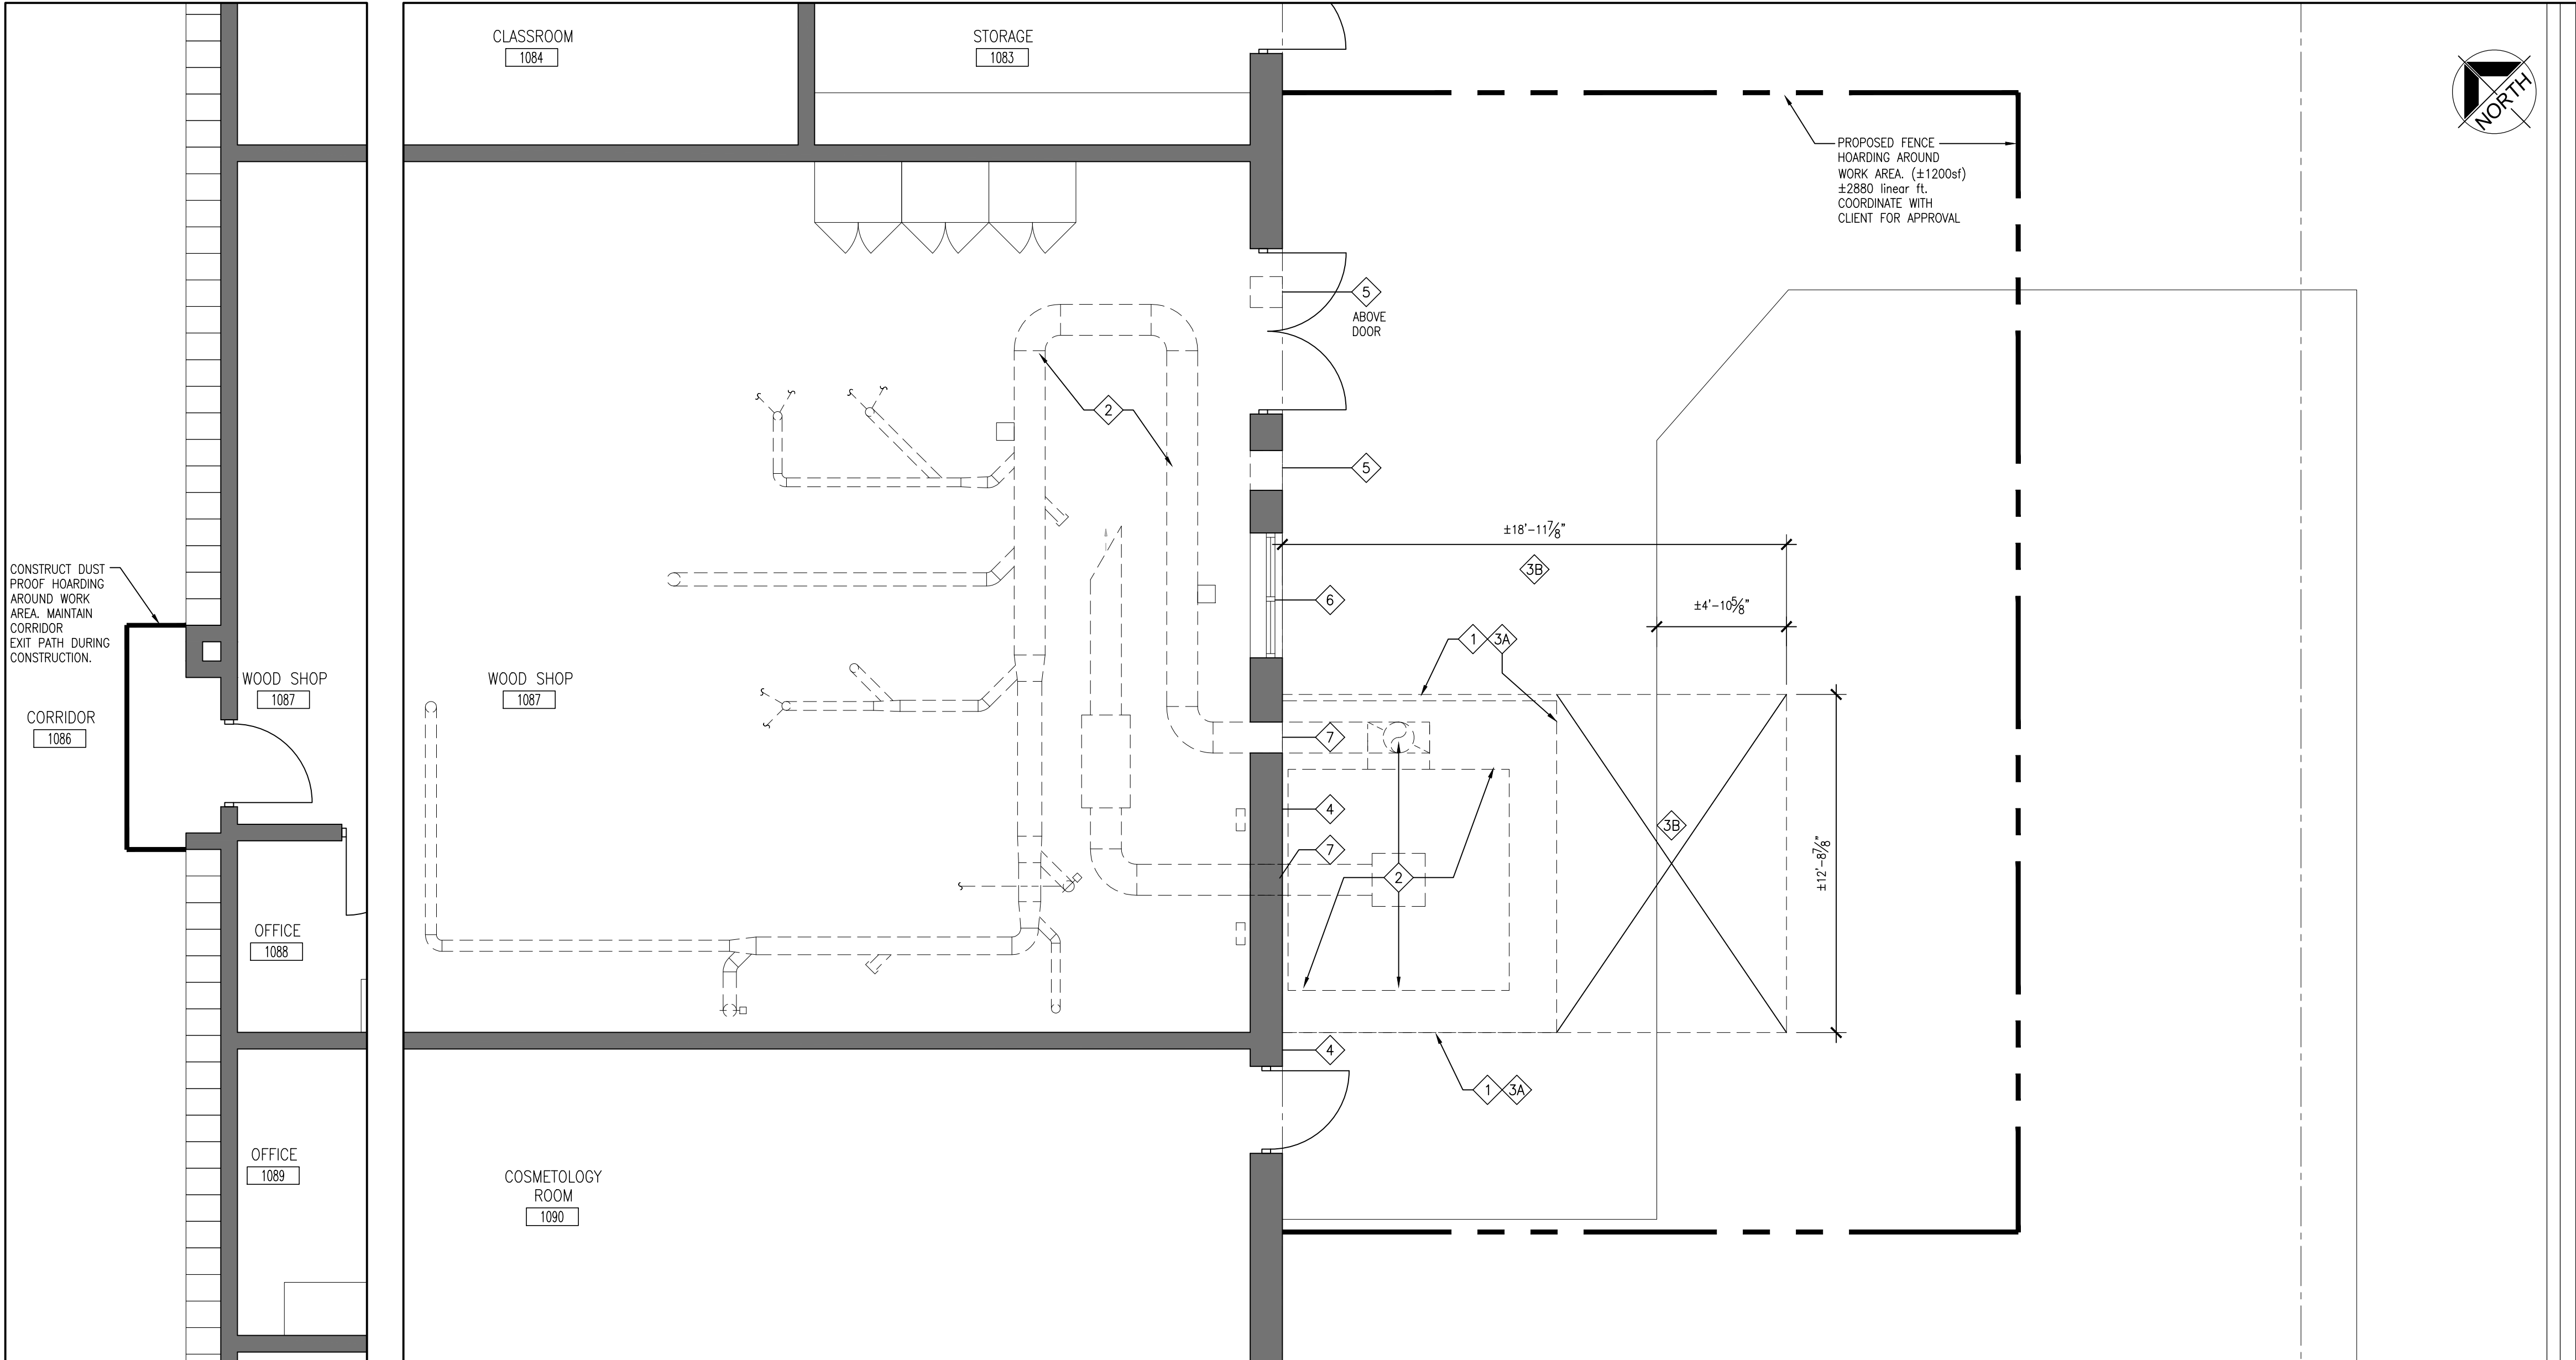 CLASSROOM
1084
STORAGE
1083
NORTH
PROPOSED FENCE
HOARDING AROUND
WORK AREA. (±1200sf)
±2880 linear ft.
COORDINATE WITH
CLIENT FOR APPROVAL
5
ABOVE
DOOR
2
5
±18'-11⅞"
3B
6
±4'-10⅝"
CONSTRUCT DUST
PROOF HOARDING
AROUND WORK
AREA. MAINTAIN
CORRIDOR
EXIT PATH DURING
CONSTRUCTION.
1 3A
WOOD SHOP
1087
WOOD SHOP
1087
CORRIDOR
1086
7
4
3B
±12'-8⅞"
7
2
OFFICE
1088
4
1 3A
OFFICE
1089
COSMETOLOGY
ROOM
1090